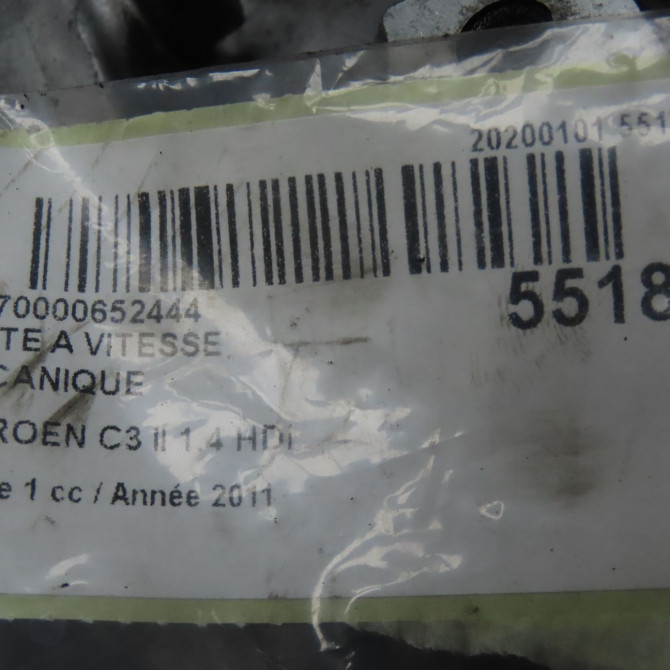 20200101 551
5518
70000652444
TE A VITESSE
CANIQUE
ROEN C3 II 1.4 HDI
e 1 cc / Année 2011